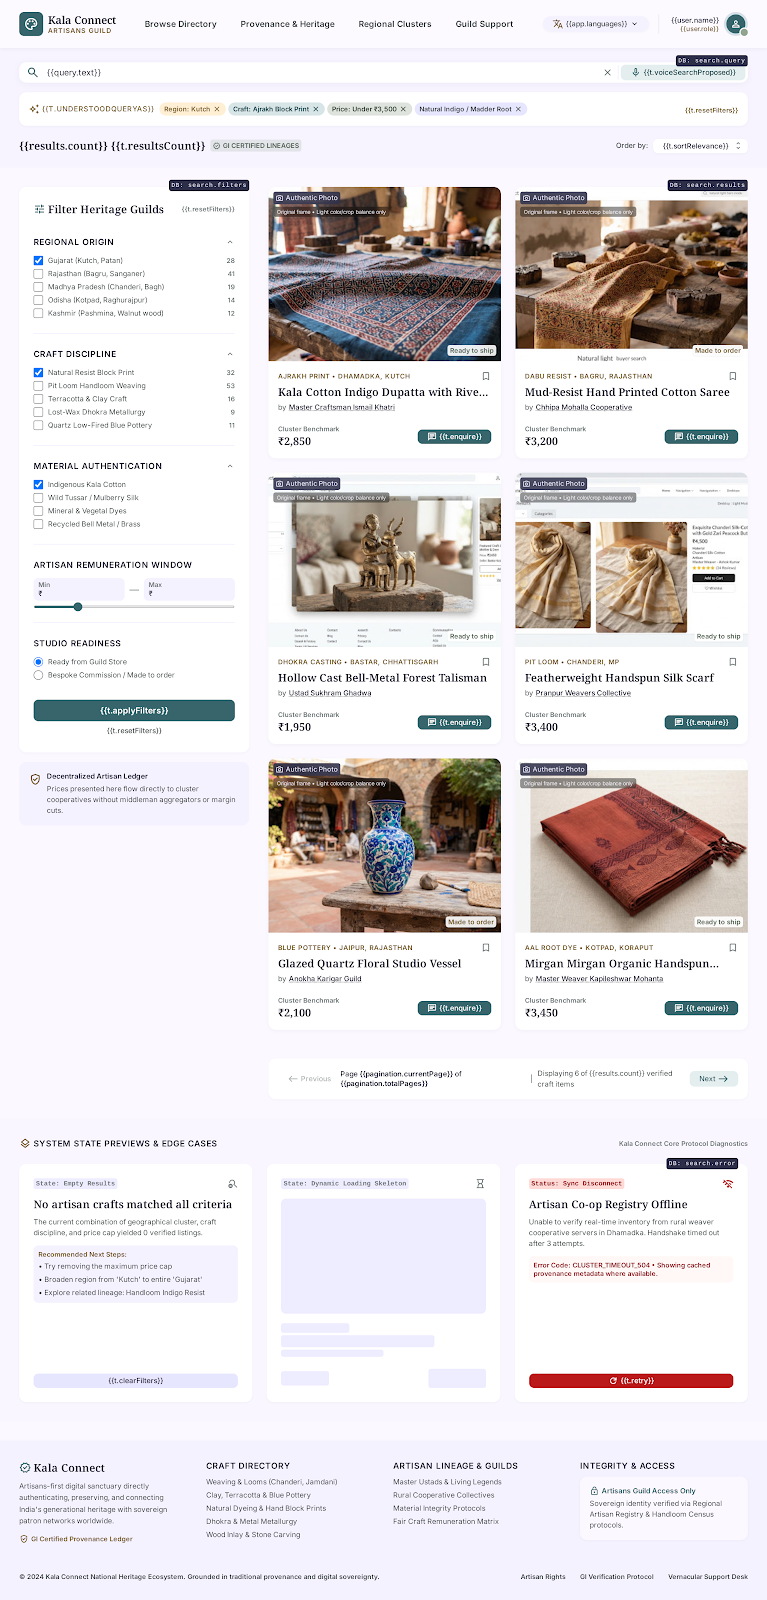 Kala Connect
ARTISANS GUILD
Browse Directory
Provenance & Heritage
Regional Clusters
Guild Support
{{app.languages}}
{{user.name}}
{{user.role}}
DB: search.query
{{query.text}}
{{t.voiceSearchProposed}}
{{T.UNDERSTOODQUERYAS}}
Region: Kutch
Craft: Ajrakh Block Print
Price: Under ₹3,500
Natural Indigo / Madder Root
{{t.resetFilters}}
{{results.count}} {{t.resultsCount}}
GI CERTIFIED LINEAGES
Order by:
{{t.sortRelevance}}
DB: search.filters
Filter Heritage Guilds
{{t.resetFilters}}
REGIONAL ORIGIN
Gujarat (Kutch, Patan) 28
Rajasthan (Bagru, Sanganer) 41
Madhya Pradesh (Chanderi, Bagh) 19
Odisha (Kotpad, Raghurajpur) 14
Kashmir (Pashmina, Walnut wood) 12
CRAFT DISCIPLINE
Natural Resist Block Print 32
Pit Loom Handloom Weaving 53
Terracotta & Clay Craft 16
Lost-Wax Dhokra Metallurgy 9
Quartz Low-Fired Blue Pottery 11
MATERIAL AUTHENTICATION
Indigenous Kala Cotton
Wild Tussar / Mulberry Silk
Mineral & Vegetal Dyes
Recycled Bell Metal / Brass
ARTISAN REMUNERATION WINDOW
Min
₹
—
Max
₹
STUDIO READINESS
Ready from Guild Store
Bespoke Commission / Made to order
{{t.applyFilters}}
{{t.resetFilters}}
Decentralized Artisan Ledger
Prices presented here flow directly to cluster
cooperatives without middleman aggregators or margin
cuts.
Authentic Photo
Original frame • Light color/crop balance only
Ready to ship
AJRAKH PRINT • DHAMADKA, KUTCH
Kala Cotton Indigo Dupatta with Rive...
by Master Craftsman Ismail Khatri
Cluster Benchmark
₹2,850
{{t.enquire}}
DB: search.results
Authentic Photo
Original frame • Light color/crop balance only
Made to order
Natural light buyer search
DABU RESIST • BAGRU, RAJASTHAN
Mud-Resist Hand Printed Cotton Saree
by Chhipa Mohalla Cooperative
Cluster Benchmark
₹3,200
{{t.enquire}}
Authentic Photo
Original frame • Light color/crop balance only
Ready to ship
DHOKRA CASTING • BASTAR, CHHATTISGARH
Hollow Cast Bell-Metal Forest Talisman
by Ustad Sukhram Ghadwa
Cluster Benchmark
₹1,950
{{t.enquire}}
Authentic Photo
Original frame • Light color/crop balance only
Categories
Exquisite Chanderi Silk-Cot
with Gold Zari Peacock But
₹4,500
Add to Cart
Ready to ship
PIT LOOM • CHANDERI, MP
Featherweight Handspun Silk Scarf
by Pranpur Weavers Collective
Cluster Benchmark
₹3,400
{{t.enquire}}
Authentic Photo
Original frame • Light color/crop balance only
Made to order
BLUE POTTERY • JAIPUR, RAJASTHAN
Glazed Quartz Floral Studio Vessel
by Anokha Karigar Guild
Cluster Benchmark
₹2,100
{{t.enquire}}
Authentic Photo
Original frame • Light color/crop balance only
Ready to ship
AAL ROOT DYE • KOTPAD, KORAPUT
Mirgan Mirgan Organic Handspun...
by Master Weaver Kapileshwar Mohanta
Cluster Benchmark
₹3,450
{{t.enquire}}
Previous
Page {{pagination.currentPage}} of
{{pagination.totalPages}}
| Displaying 6 of {{results.count}} verified
craft items
Next
SYSTEM STATE PREVIEWS & EDGE CASES
Kala Connect Core Protocol Diagnostics
State: Empty Results
No artisan crafts matched all criteria
The current combination of geographical cluster, craft
discipline, and price cap yielded 0 verified listings.
Recommended Next Steps:
• Try removing the maximum price cap
• Broaden region from 'Kutch' to entire 'Gujarat'
• Explore related lineage: Handloom Indigo Resist
{{t.clearFilters}}
State: Dynamic Loading Skeleton
DB: search.error
Status: Sync Disconnect
Artisan Co-op Registry Offline
Unable to verify real-time inventory from rural weaver
cooperative servers in Dhamadka. Handshake timed out
after 3 attempts.
Error Code: CLUSTER_TIMEOUT_504 • Showing cached
provenance metadata where available.
{{t.retry}}
Kala Connect
Artisans-first digital sanctuary directly
authenticating, preserving, and connecting
India's generational heritage with sovereign
patron networks worldwide.
GI Certified Provenance Ledger
CRAFT DIRECTORY
Weaving & Looms (Chanderi, Jamdani)
Clay, Terracotta & Blue Pottery
Natural Dyeing & Hand Block Prints
Dhokra & Metal Metallurgy
Wood Inlay & Stone Carving
ARTISAN LINEAGE & GUILDS
Master Ustads & Living Legends
Rural Cooperative Collectives
Material Integrity Protocols
Fair Craft Remuneration Matrix
INTEGRITY & ACCESS
Artisans Guild Access Only
Sovereign identity verified via Regional
Artisan Registry & Handloom Census
protocols.
© 2024 Kala Connect National Heritage Ecosystem. Grounded in traditional provenance and digital sovereignty.
Artisan Rights
GI Verification Protocol
Vernacular Support Desk